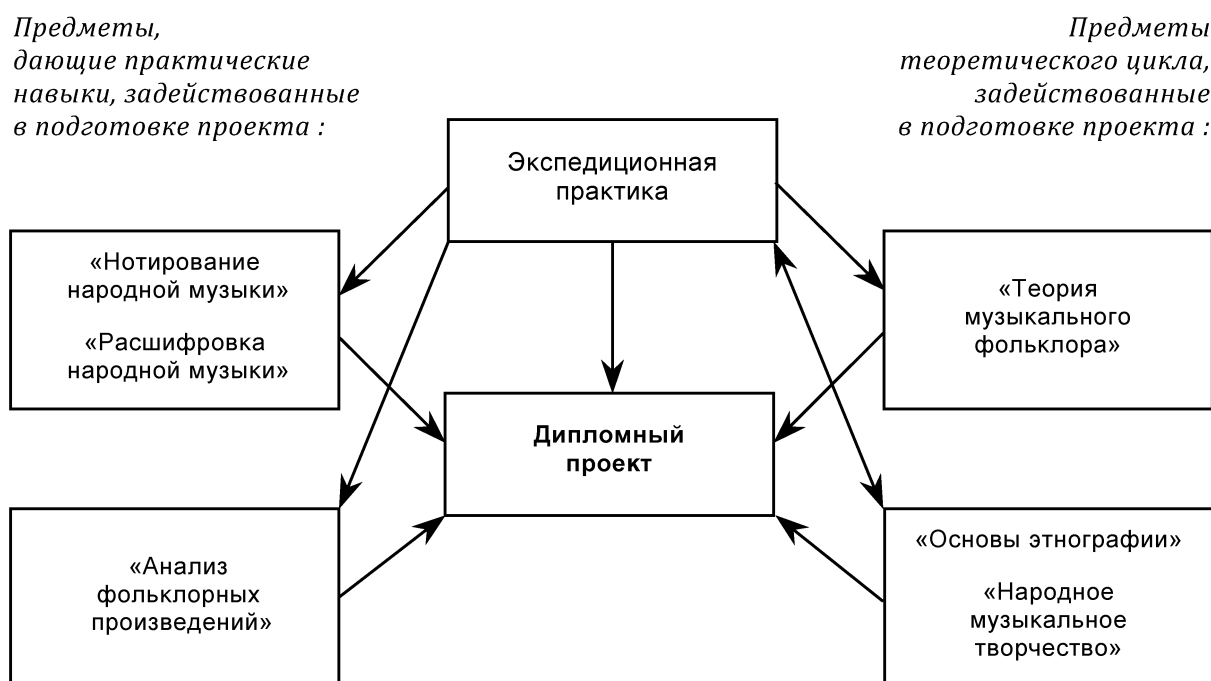 Предметы,
дающие практические
навыки, задействованные
в подготовке проекта :
Предметы
теоретического цикла,
задействованные
в подготовке проекта :
Экспедиционная
практика
«Нотирование
народной музыки»
«Расшифровка
народной музыки»
«Теория
музыкального
фольклора»
Дипломный
проект
«Анализ
фольклорных
произведений»
«Основы этнографии»
«Народное
музыкальное
творчество»